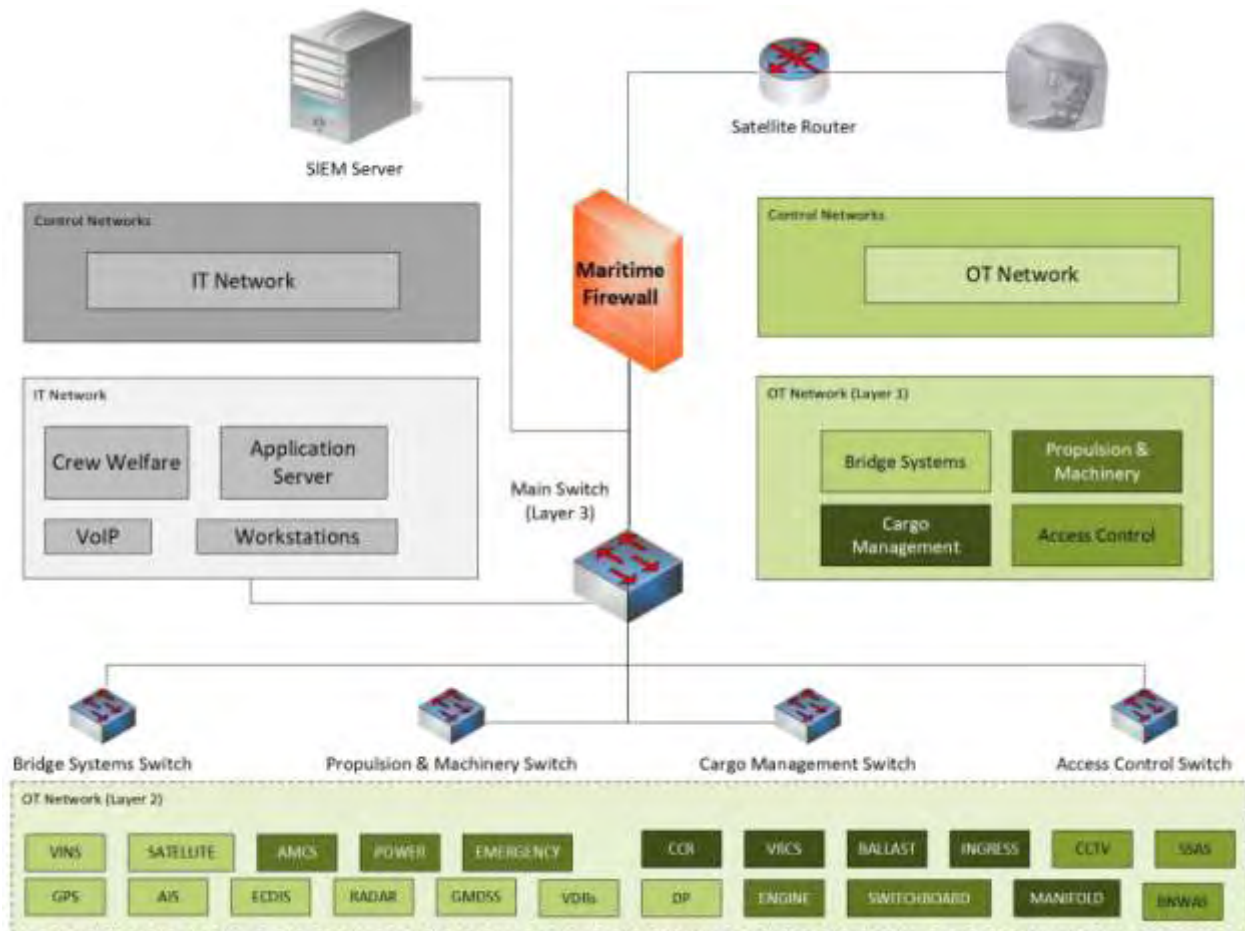 SIEM Server
Satellite Router
Control Networks
IT Network
Maritime
Firewall
Control Networks
OT Network
IT Network
Crew Welfare
Application
Server
VoIP
Workstations
Main Switch
(Layer 3)
OT Network (Layer 3)
Bridge Systems
Propulsion &
Machinery
Cargo
Management
Access Control
Bridge Systems Switch
Propulsion & Machinery Switch
Cargo Management Switch
Access Control Switch
OT Network (Layer 2)
VINS
SATELLITE
AMCS
POWER
EMERGENCY
CCR
VRCS
BALLAST
INGRESS
CCTV
SSAS
GPS
AIS
ECDIS
RADAR
GMDSS
VDRs
DP
ENGINE
SWITCHBOARD
MANIFOLD
BNWAS